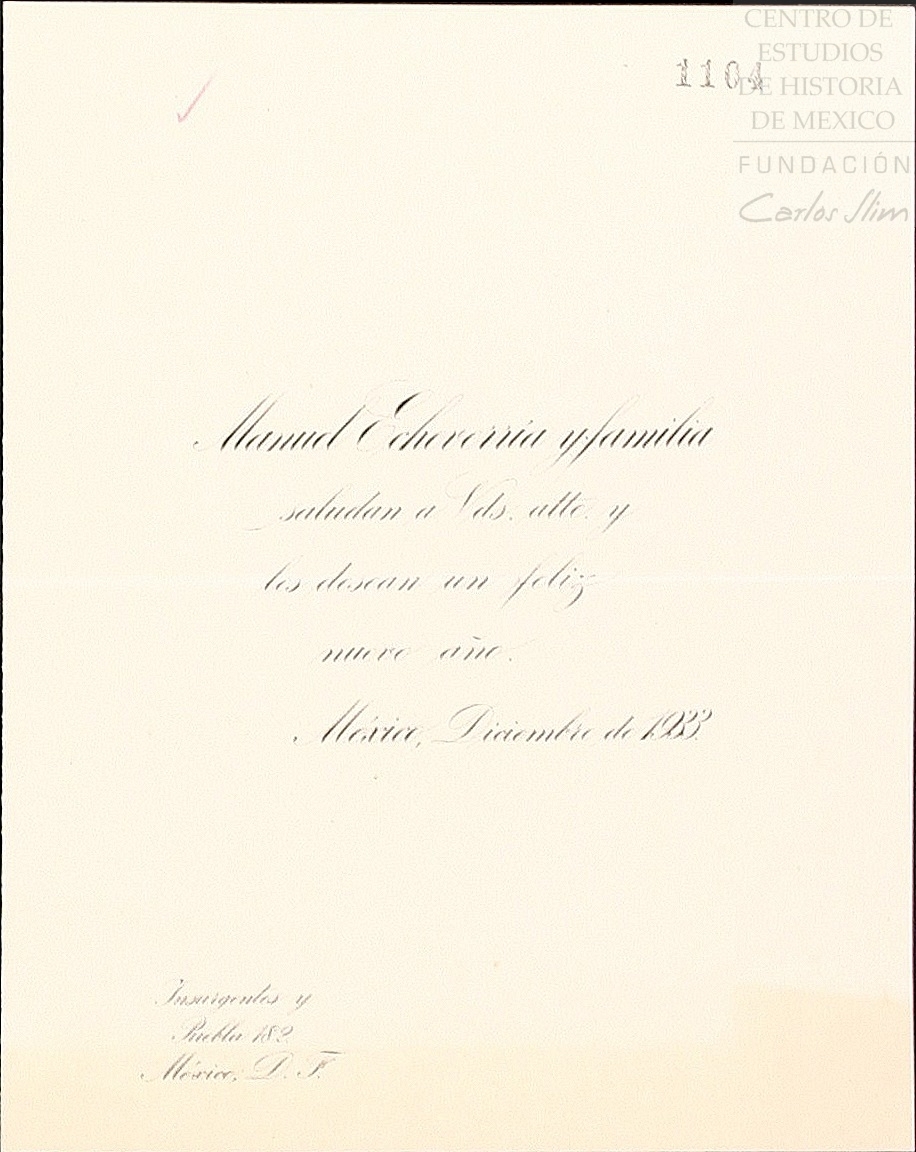 CENTRO DE
ESTUDIOS
DE HISTORIA
DE MEXICO
FUNDACIÓN
Carlos Slim
1104
Manuel Echeverría y familia
saludan a Vds. atte. y
les desean un feliz
nuevo año.
México, Diciembre de 1933.
Insurgentes y
Puebla 182.
México, D. F.